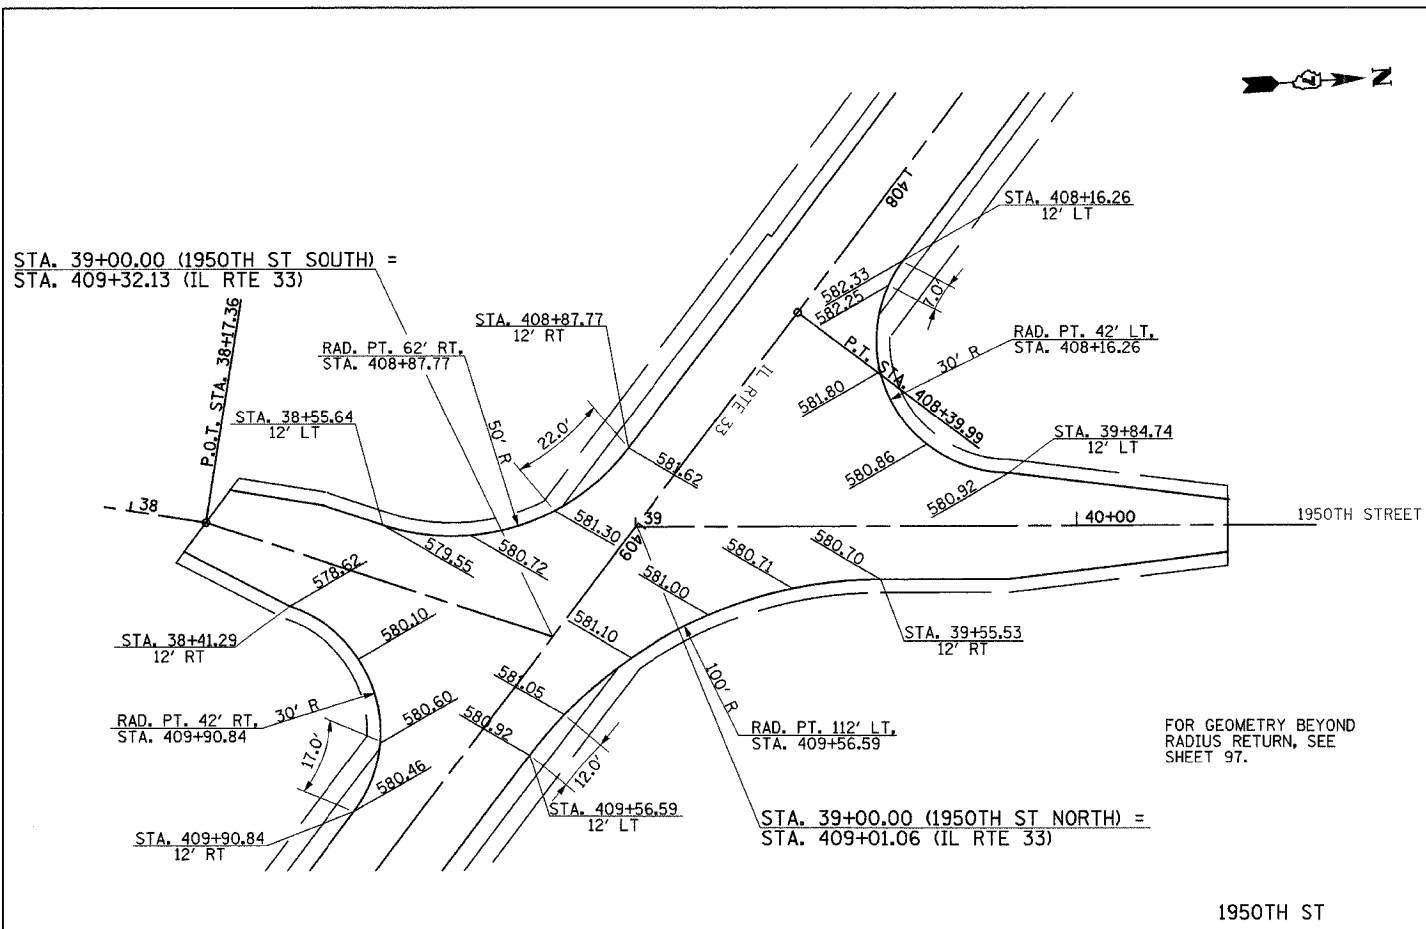 N
408
STA. 408+16.26
12' LT
STA. 39+00.00 (1950TH ST SOUTH) =
STA. 409+32.13 (IL RTE 33)
582.33
582.25
7.0'
P.O.T. STA. 38+17.36
STA. 408+87.77
12' RT
RAD. PT. 62' RT,
STA. 408+87.77
RAD. PT. 42' LT,
STA. 408+16.26
30' R
P.T. STA. 408+39.99
IL RTE 33
581.80
STA. 38+55.64
12' LT
50' R
22.0'
STA. 39+84.74
12' LT
581.62
580.86
580.92
38
39
409
40+00
1950TH STREET
581.30
580.72
579.55
578.62
580.71
580.70
581.00
581.10
580.10
STA. 38+41.29
12' RT
STA. 39+55.53
12' RT
581.05
580.92
100' R
RAD. PT. 42' RT,
STA. 409+90.84
30' R
580.60
17.0'
580.46
12.0'
RAD. PT. 112' LT,
STA. 409+56.59
FOR GEOMETRY BEYOND
RADIUS RETURN, SEE
SHEET 97.
STA. 409+56.59
12' LT
STA. 39+00.00 (1950TH ST NORTH) =
STA. 409+01.06 (IL RTE 33)
STA. 409+90.84
12' RT
1950TH ST